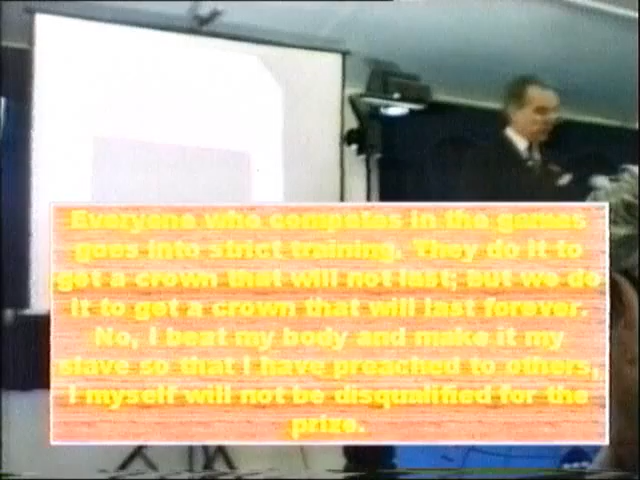 Everyone who competes in the games
goes into strict training. They do it to
get a crown that will not last; but we do
it to get a crown that will last forever.
No, I beat my body and make it my
slave so that I have preached to others,
I myself will not be disqualified for the
prize.